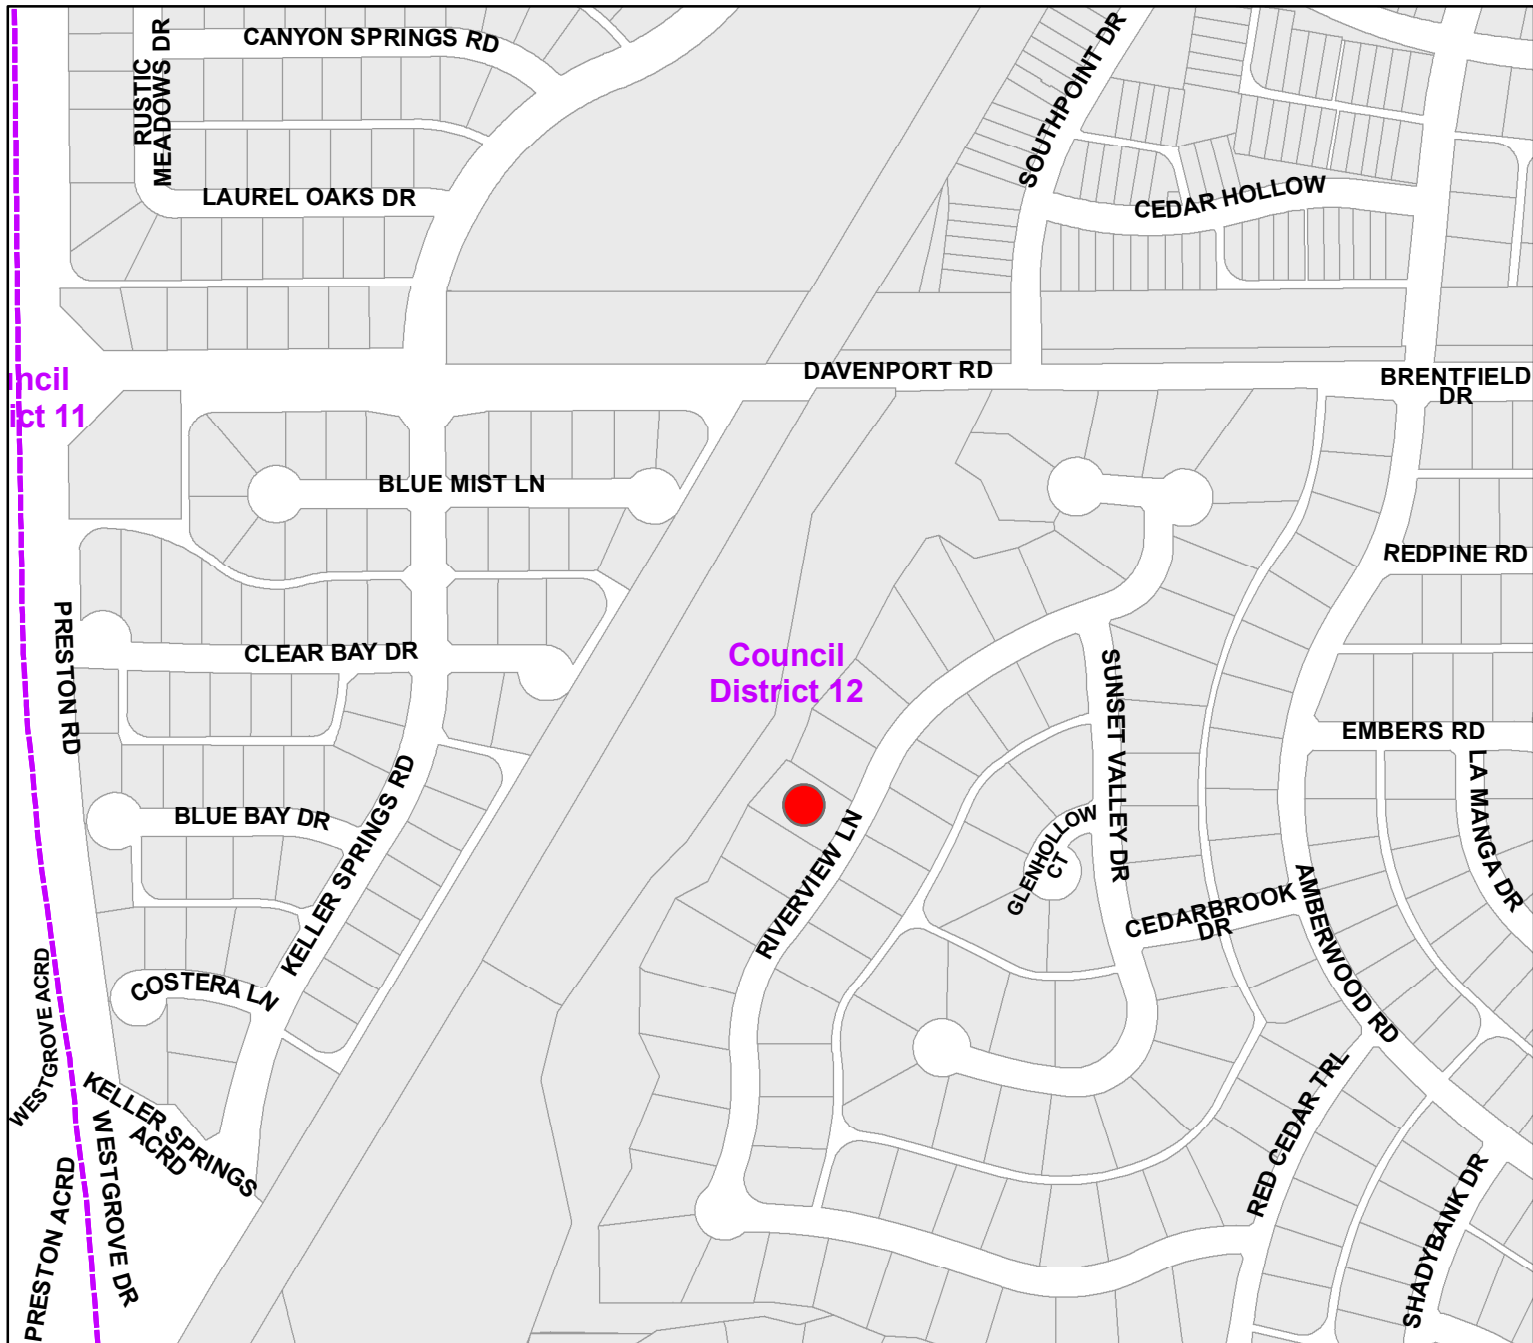 CANYON SPRINGS RD
RUSTIC
MEADOWS DR
LAUREL OAKS DR
SOUTHPOINT DR
CEDAR HOLLOW
DAVENPORT RD
BRENTFIELD
DR
ncil
ict 11
BLUE MIST LN
REDPINE RD
PRESTON RD
CLEAR BAY DR
Council
District 12
SUNSET VALLEY DR
EMBERS RD
LA MANGA DR
BLUE BAY DR
KELLER SPRINGS RD
RIVERVIEW LN
GLENHOLLOW
CT
CEDARBROOK
DR
AMBERWOOD RD
COSTERA LN
WESTGROVE ACRD
KELLER SPRINGS
ACRD
WESTGROVE DR
PRESTON ACRD
RED CEDAR TRL
SHADYBANK DR